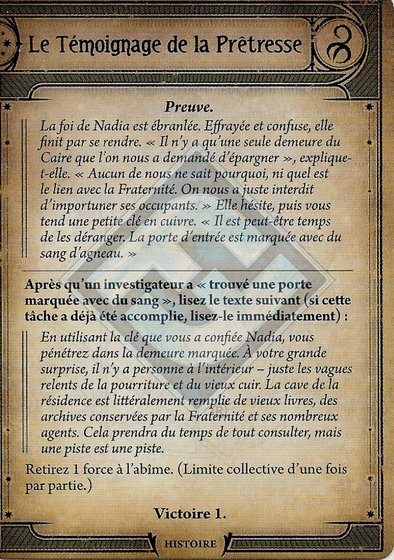 Le Témoignage de la Prêtresse
Preuve.
La foi de Nadia est ébranlée. Effrayée et confuse, elle
finit par se rendre. « Il n'y a qu'une seule demeure du
Caire que l'on nous a demandé d'épargner », explique-
t-elle. « Aucun de nous ne sait pourquoi, ni quel est
le lien avec la Fraternité. On nous a juste interdit
d'importuner ses occupants. » Elle hésite, puis vous
tend une petite clé en cuivre. « Il est peut-être temps
de les déranger. La porte d'entrée est marquée avec du
sang d'agneau. »
Après qu'un investigateur a « trouvé une porte
marquée avec du sang », lisez le texte suivant (si cette
tâche a déjà été accomplie, lisez-le immédiatement) :
En utilisant la clé que vous a confiée Nadia, vous
pénétrez dans la demeure marquée. À votre grande
surprise, il n'y a personne à l'intérieur – juste les vagues
relents de la pourriture et du vieux cuir. La cave de la
résidence est littéralement remplie de vieux livres, des
archives conservées par la Fraternité et ses nombreux
agents. Cela prendra du temps de tout consulter, mais
une piste est une piste.
Retirez 1 force à l'abîme. (Limite collective d'une fois
par partie.)
Victoire 1.
HISTOIRE